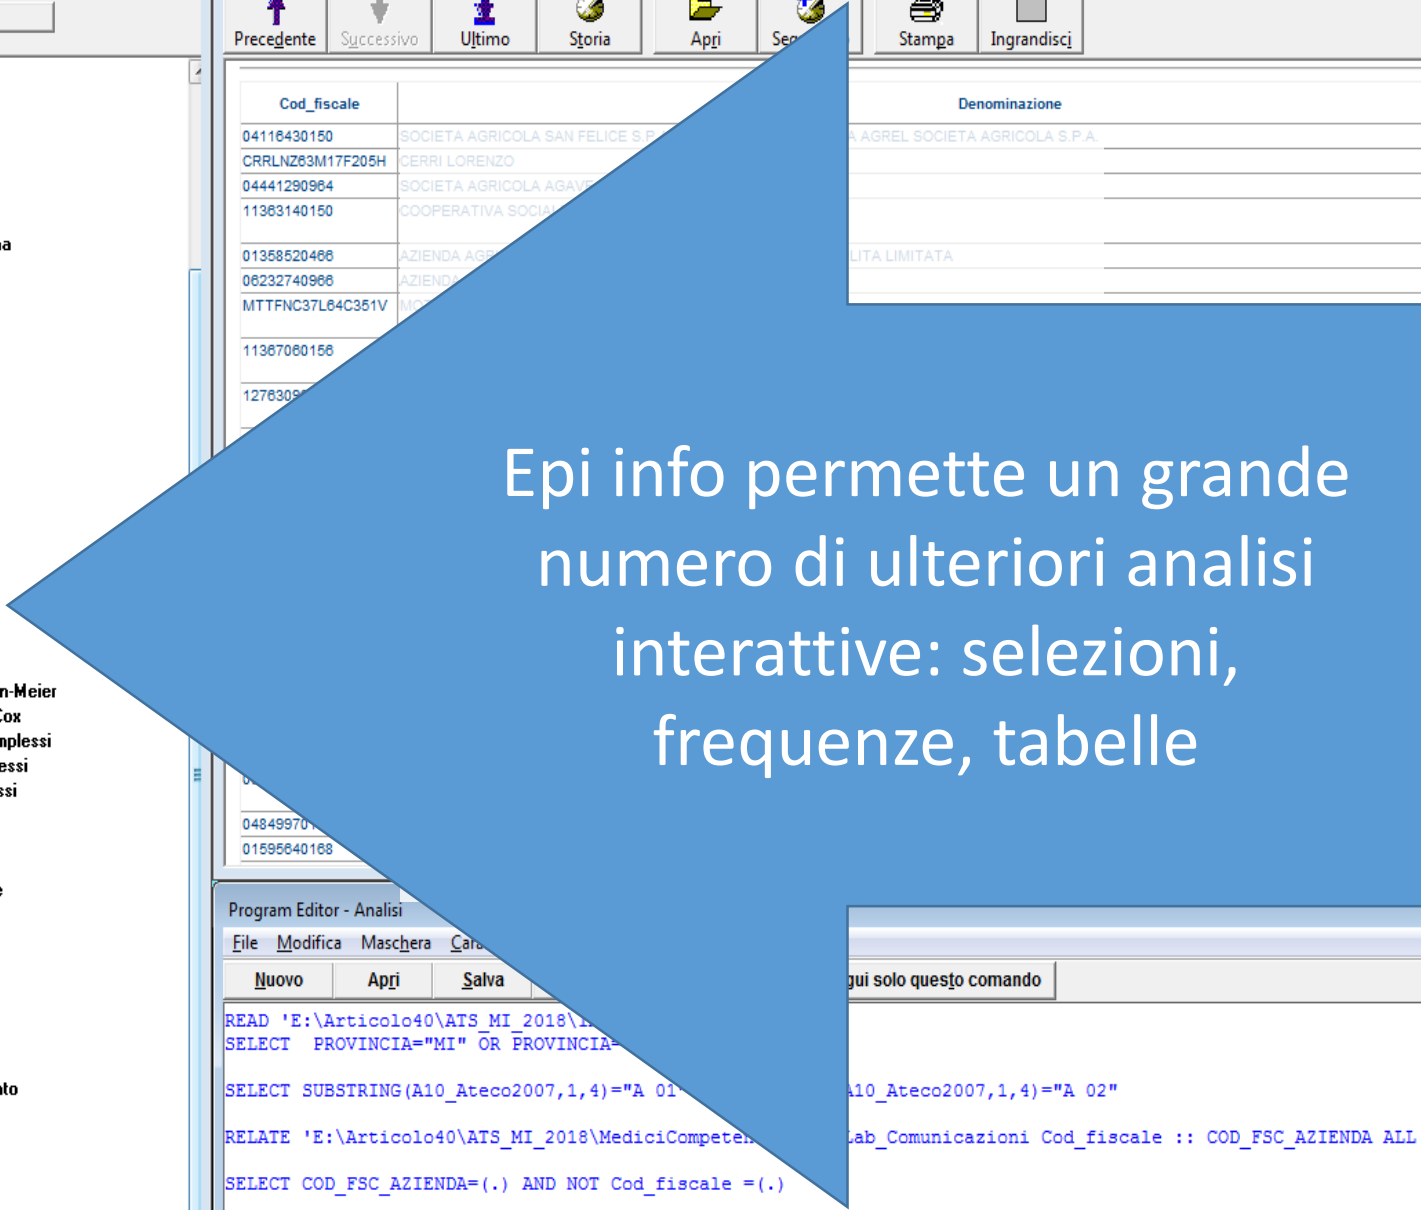 Precedente Successivo Ultimo Storia Apri Stampa Ingrandisci
Cod_fiscale Denominazione
04116430150 SOCIETA AGRICOLA SAN FELICE AGREL SOCIETA AGRICOLA S.P.A.
CRRLNZ63M17F205H CERRI LORENZO
04441290964 SOCIETA AGRICOLA
11363140150 COOPERATIVA
01358520466 AZIENDA LIMITATA
06232740966
MTTFNC37L64C351V
11367060156
01595640168
Epi info permette un grande
numero di ulteriori analisi
interattive: selezioni,
frequenze, tabelle
n-Meier
Cox
nplessi
essi
ssi
Program Editor - Analisi
File Modifica Maschera
Nuovo Apri Salva gui solo questo comando
READ 'E:\Articolo40\ATS_MI_2018\
SELECT PROVINCIA="MI" OR PROVINCIA=
SELECT SUBSTRING(A10_Ateco2007,1,4)="A 01 A10_Ateco2007,1,4)="A 02"
RELATE 'E:\Articolo40\ATS_MI_2018\MediciCompeten Lab_Comunicazioni Cod_fiscale :: COD_FSC_AZIENDA ALL
SELECT COD_FSC_AZIENDA=(.) AND NOT Cod_fiscale =(.)